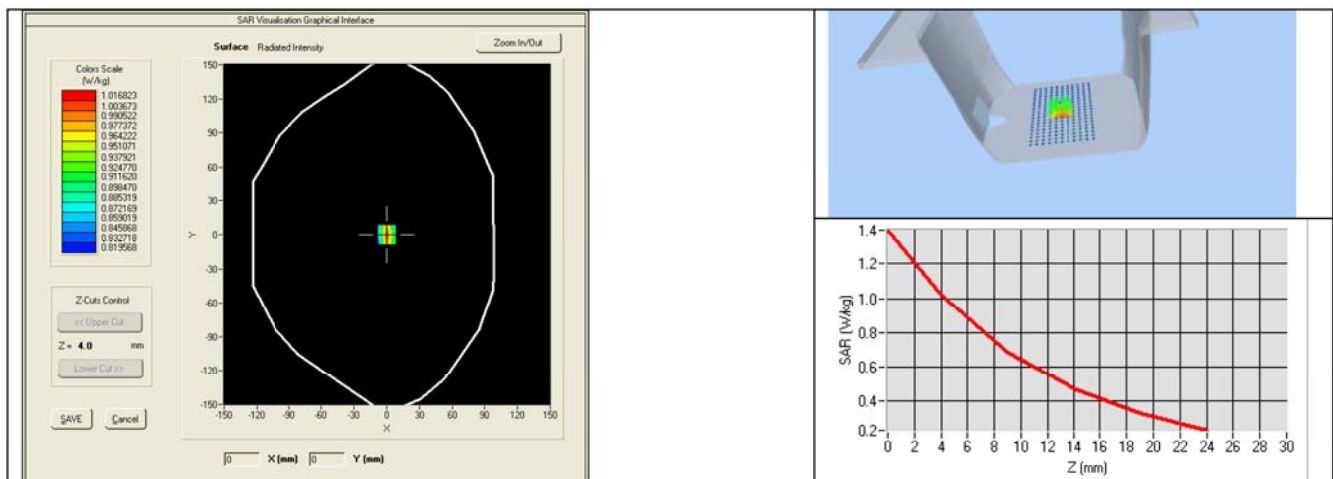 SAR Visualisation Graphical Interface
Surface Radiated Intensity
Zoom In/Out
Colors Scale
(W/kg)
1.016823
1.003673
0.990522
0.977372
0.964222
0.951071
0.937921
0.924770
0.911620
0.898470
0.885319
0.872169
0.859019
0.845868
0.832718
0.819568
Z-Cuts Control
<< Upper Cut
Z = 4.0 mm
Lower Cut >>
SAVE Cancel
Y
150
120
90
60
30
0
-30
-60
-90
-120
-150
-150 -120 -90 -60 -30 0 30 60 90 120 150
X
0 X (mm) 0 Y (mm)
SAR (W/kg)
1.4
1.2
1.0
0.8
0.6
0.4
0.2
0 2 4 6 8 10 12 14 16 18 20 22 24 26 28 30
Z (mm)